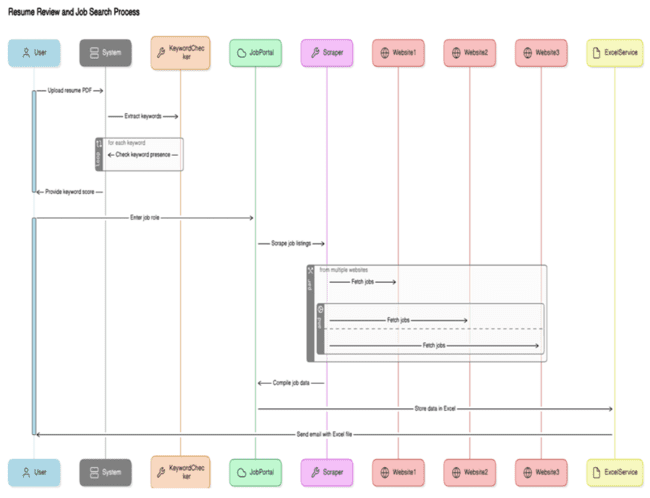 Resume Review and Job Search Process
User
System
KeywordChec
ker
JobPortal
Scraper
Website1
Website2
Website3
ExcelService
Upload resume PDF
Extract keywords
for each keyword
Check keyword presence
Provide keyword score
Enter job role
Scrape job listings
from multiple websites
Fetch jobs
Fetch jobs
Fetch jobs
Compile job data
Store data in Excel
Send email with Excel file
User
System
KeywordChec
ker
JobPortal
Scraper
Website1
Website2
Website3
ExcelService